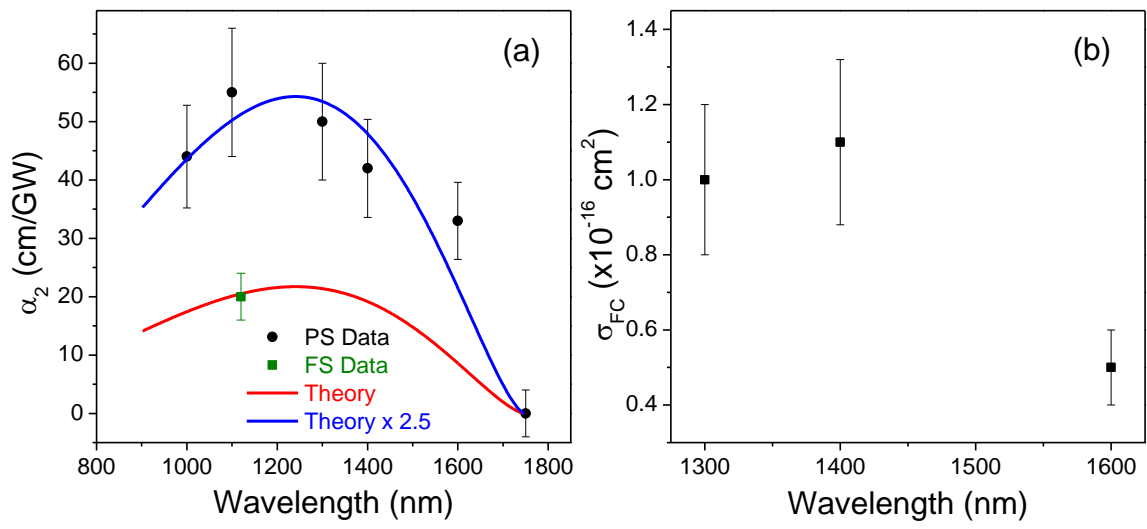 (a)
60
50
40
30
20
10
0
α2 (cm/GW)
PS Data
FS Data
Theory
Theory x 2.5
800 1000 1200 1400 1600 1800
Wavelength (nm)
(b)
1.4
1.2
1.0
0.8
0.6
0.4
σFC (x10-16 cm2)
1300 1400 1500 1600
Wavelength (nm)